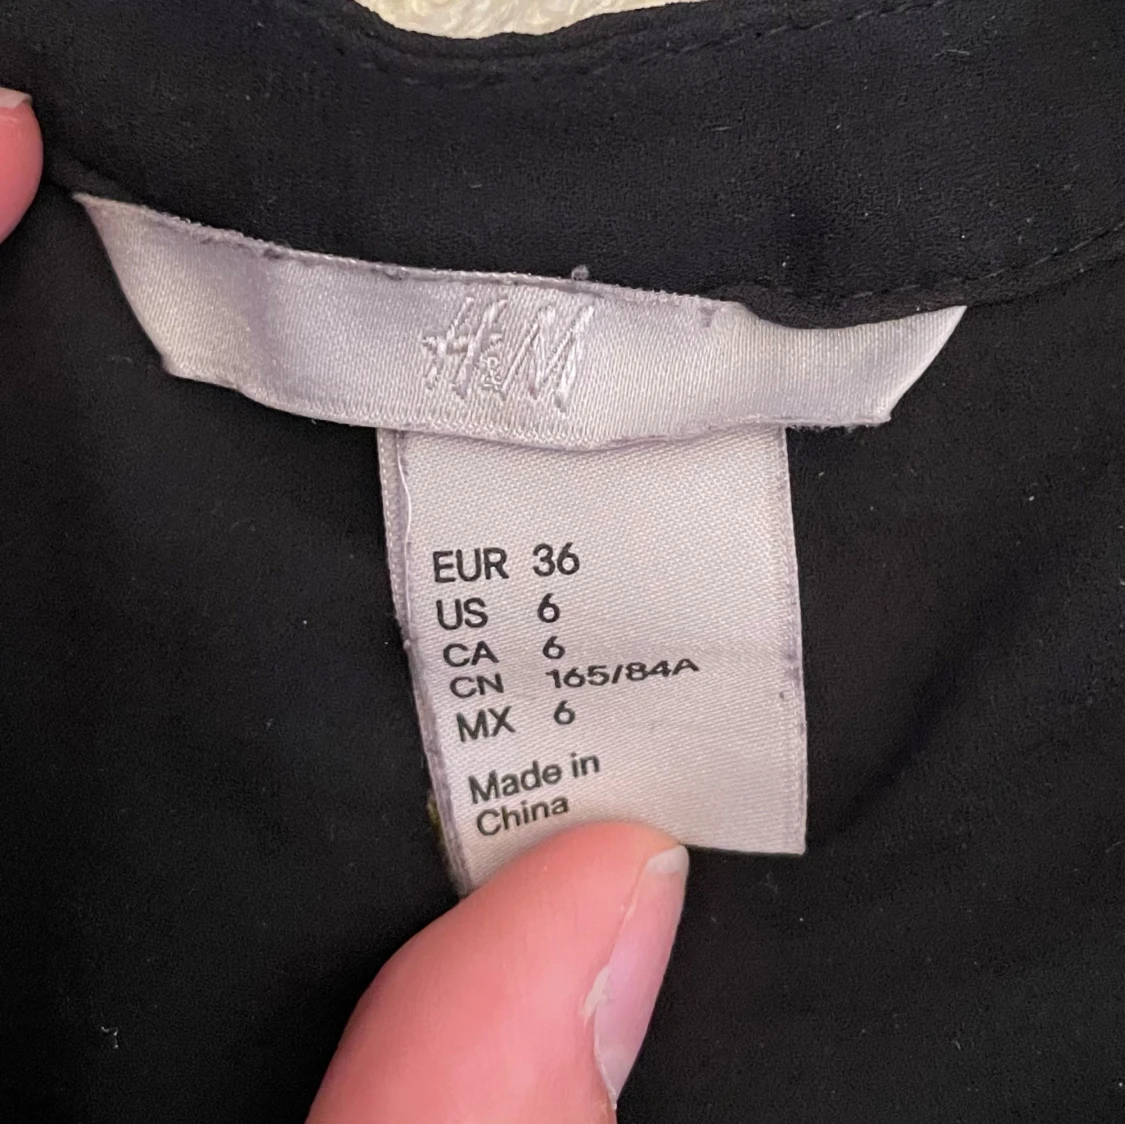 H&M
EUR 36
US 6
CA 6
CN 165/84A
MX 6
Made in
China